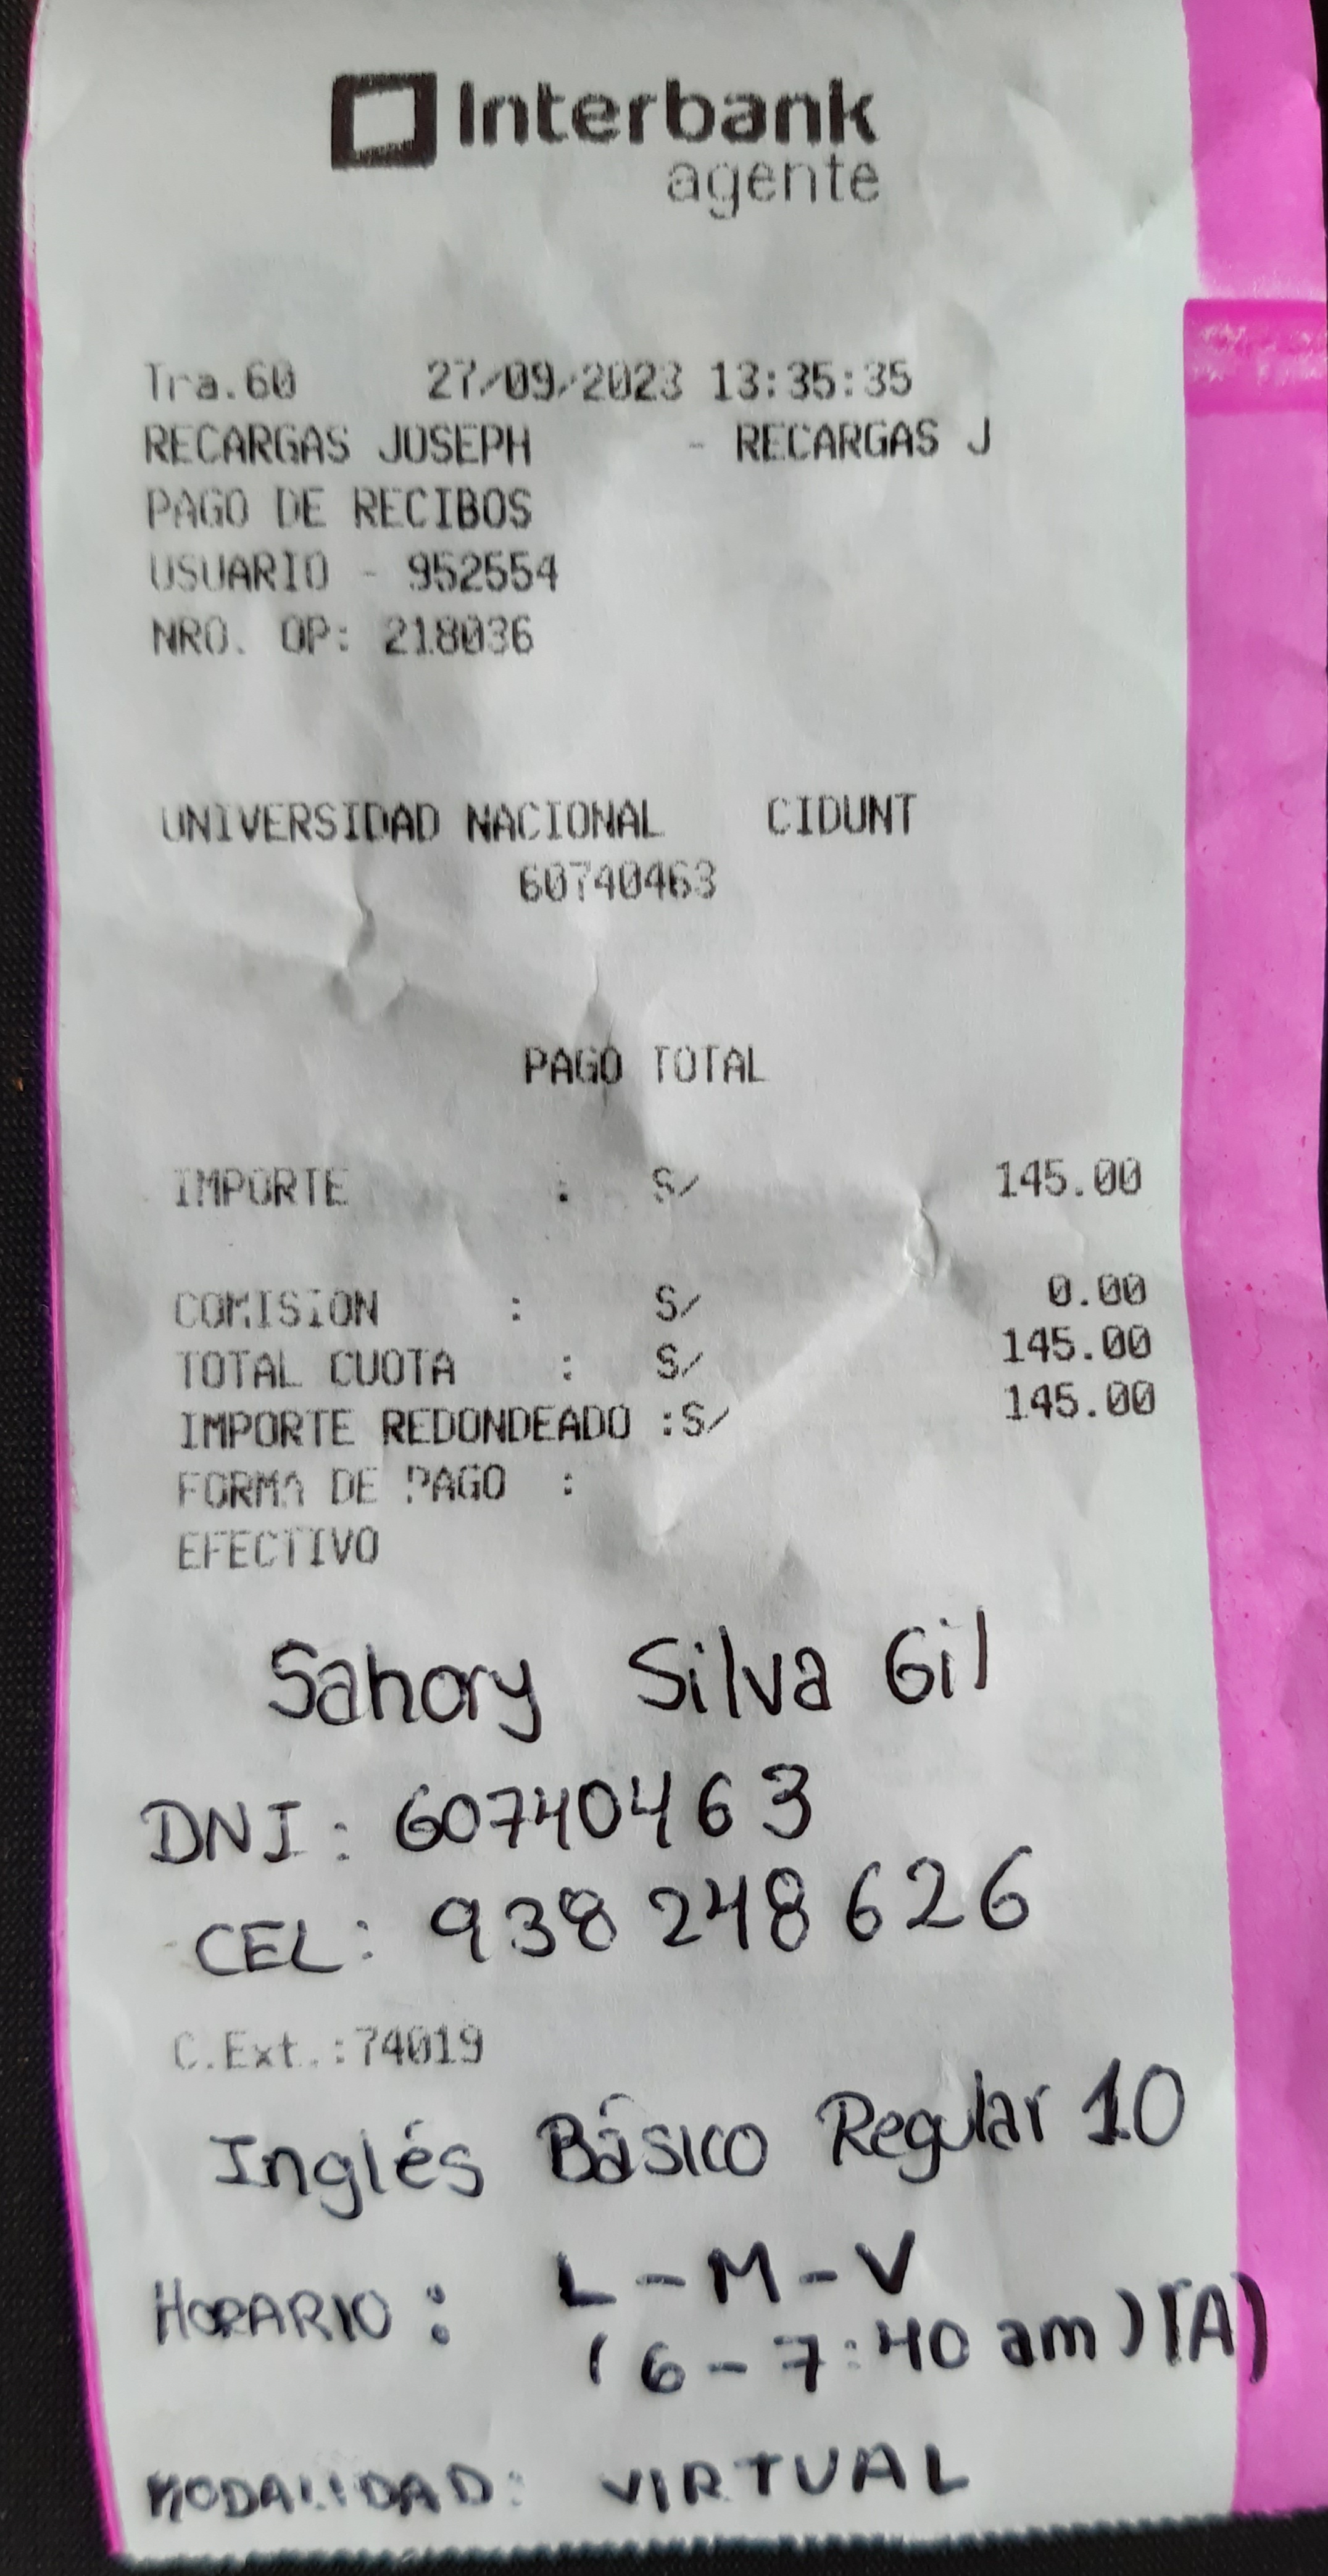 Interbank
agente
Tra.60 27/09/2023 13:35:35
RECARGAS JOSEPH - RECARGAS J
PAGO DE RECIBOS
USUARIO - 952554
NRO. OP: 218036
UNIVERSIDAD NACIONAL CIDUNT
60740463
PAGO TOTAL
IMPORTE : S/ 145.00
COMISION : S/ 0.00
TOTAL CUOTA : S/ 145.00
IMPORTE REDONDEADO :S/ 145.00
FORMA DE PAGO :
EFECTIVO
Sahory Silva Gil
DNI: 60740463
CEL: 938 248 626
C.Ext.:74019
Inglés Básico Regular 10
HORARIO: L-M-V
(6-7:40 am) [A)
MODALIDAD: VIRTUAL